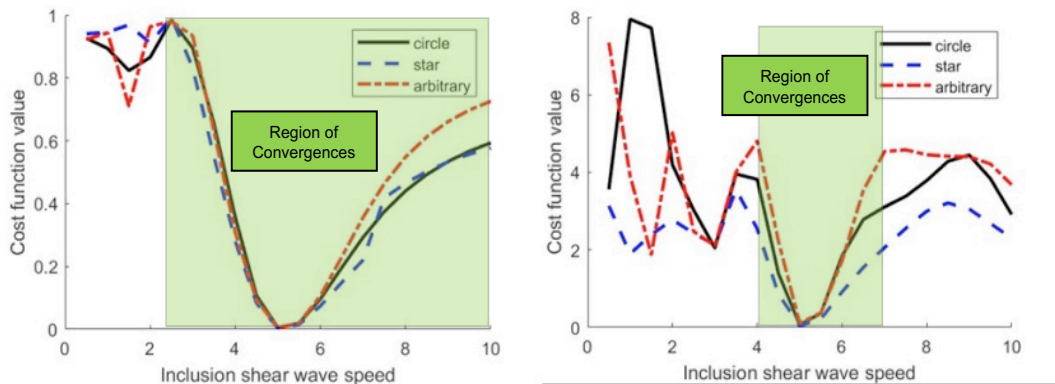 1
0.8
0.6
0.4
0.2
0
Cost function value
0 2 4 6 8 10
Inclusion shear wave speed
circle
star
arbitrary
Region of
Convergences
8
6
4
2
0
Cost function value
0 2 4 6 8 10
Inclusion shear wave speed
circle
star
arbitrary
Region of
Convergences